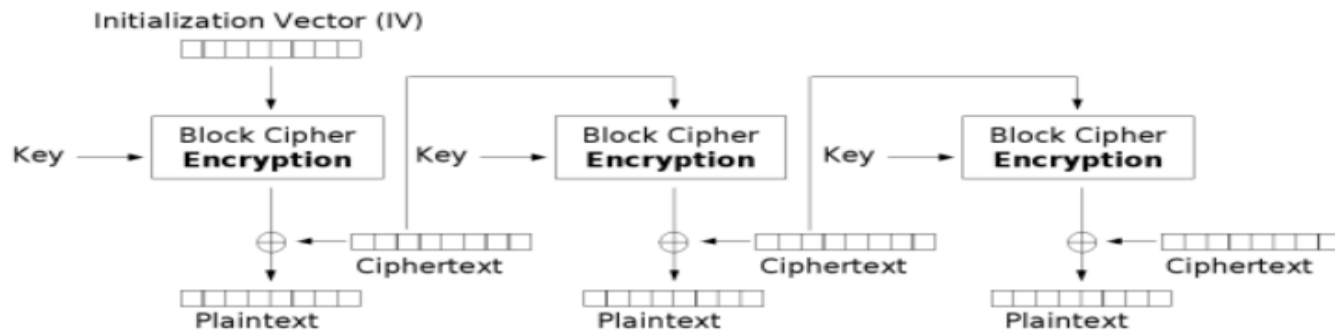 Initialization Vector (IV)
Key
Block Cipher
Encryption
Key
Block Cipher
Encryption
Key
Block Cipher
Encryption
Ciphertext
Ciphertext
Ciphertext
Plaintext
Plaintext
Plaintext